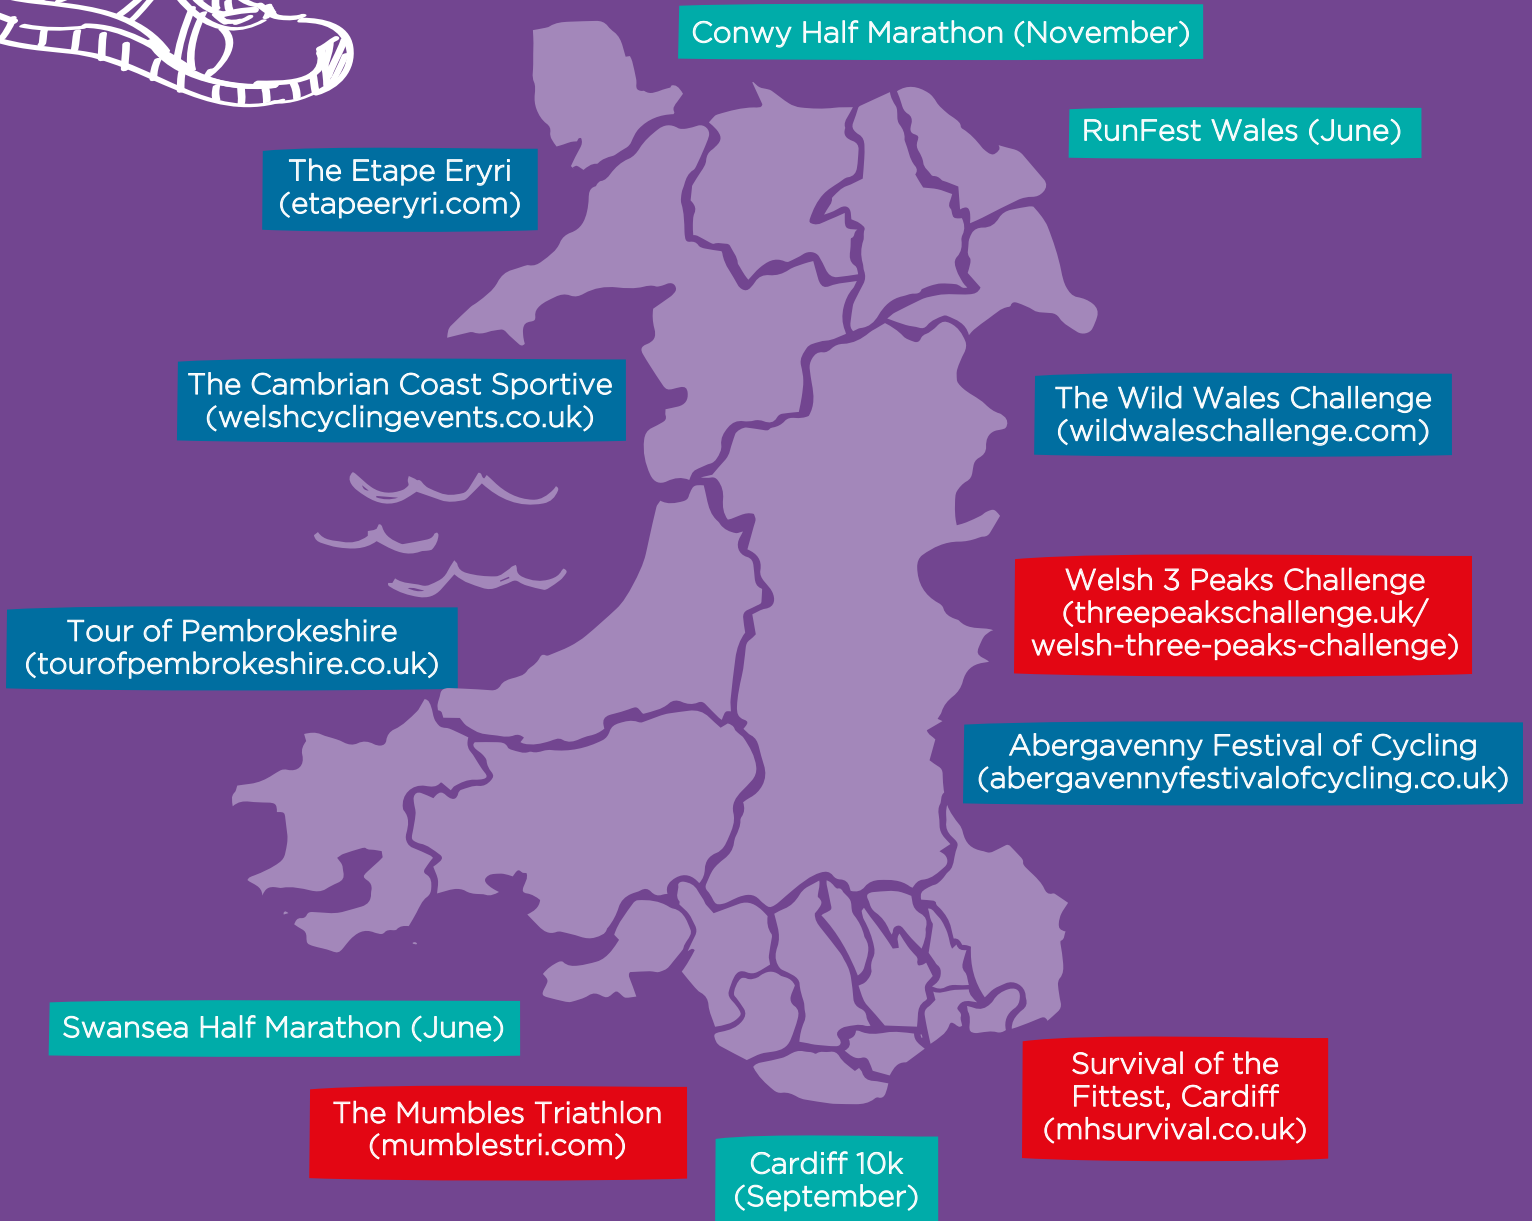 Conwy Half Marathon (November)
RunFest Wales (June)
The Etape Eryri
(etapeeryri.com)
The Cambrian Coast Sportive
(welshcyclingevents.co.uk)
The Wild Wales Challenge
(wildwaleschallenge.com)
Welsh 3 Peaks Challenge
(threepeakschallenge.uk/
welsh-three-peaks-challenge)
Tour of Pembrokeshire
(tourofpembrokeshire.co.uk)
Abergavenny Festival of Cycling
(abergavennyfestivalofcycling.co.uk)
Swansea Half Marathon (June)
Survival of the
Fittest, Cardiff
(mhsurvival.co.uk)
The Mumbles Triathlon
(mumblestri.com)
Cardiff 10k
(September)